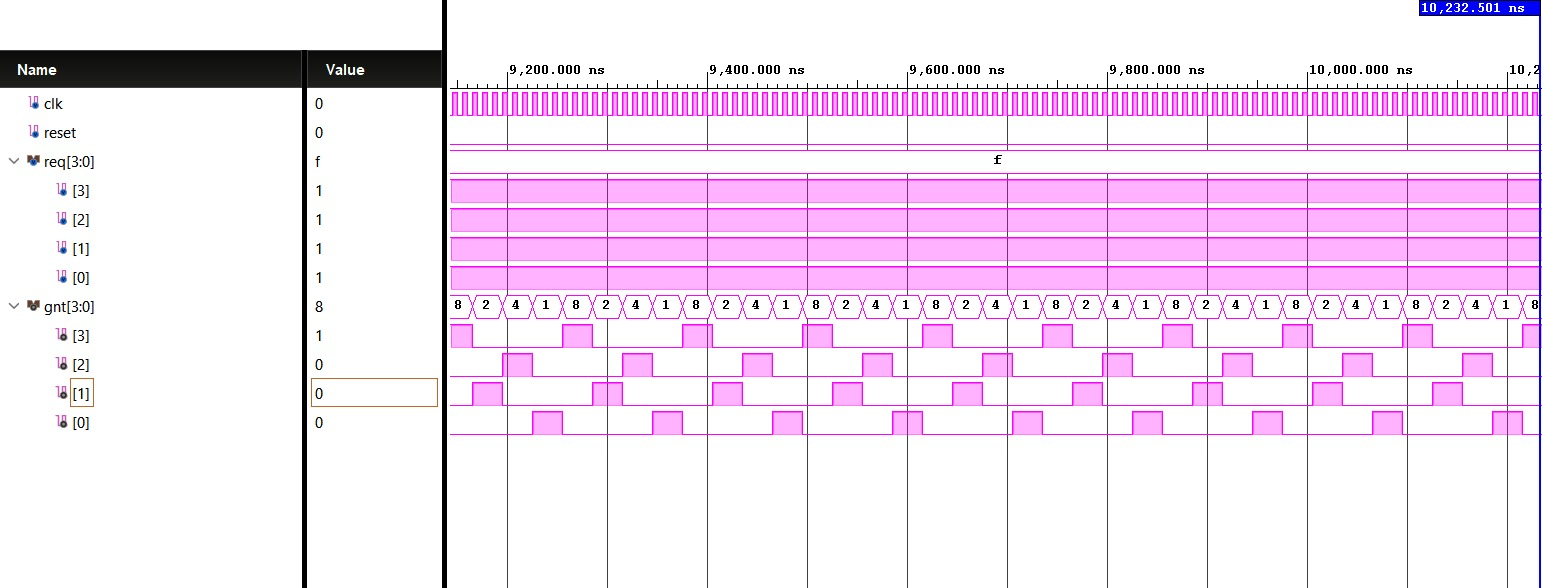 10,232.501 ns
Name Value
9,200.000 ns 9,400.000 ns 9,600.000 ns 9,800.000 ns 10,000.000 ns 10,2
clk 0
reset 0
req[3:0] f f
[3] 1
[2] 1
[1] 1
[0] 1
gnt[3:0] 8 8 2 4 1 8 2 4 1 8 2 4 1 8 2 4 1 8 2 4 1 8 2 4 1 8 2 4 1 8 2 4 1 8 2 4 1 8
[3] 1
[2] 0
[1] 0
[0] 0